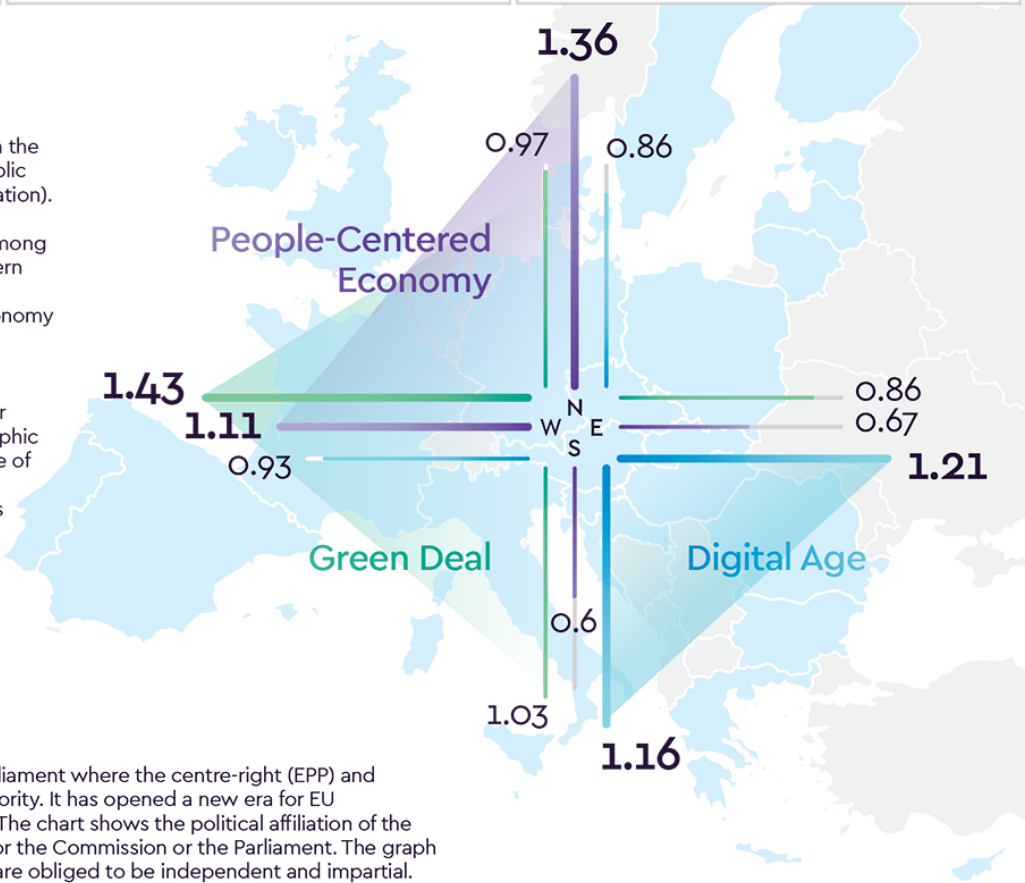 1.36
the
0.97
0.86
ation).
People-Centered
Economy
1.43
0.86
1.11
N
W E
S
0.67
0.93
1.21
Green Deal
Digital Age
0.6
1.03
1.16
liament where the centre-right (EPP) and
ority. It has opened a new era for EU
The chart shows the political affiliation of the
or the Commission or the Parliament. The graph
are obliged to be independent and impartial.